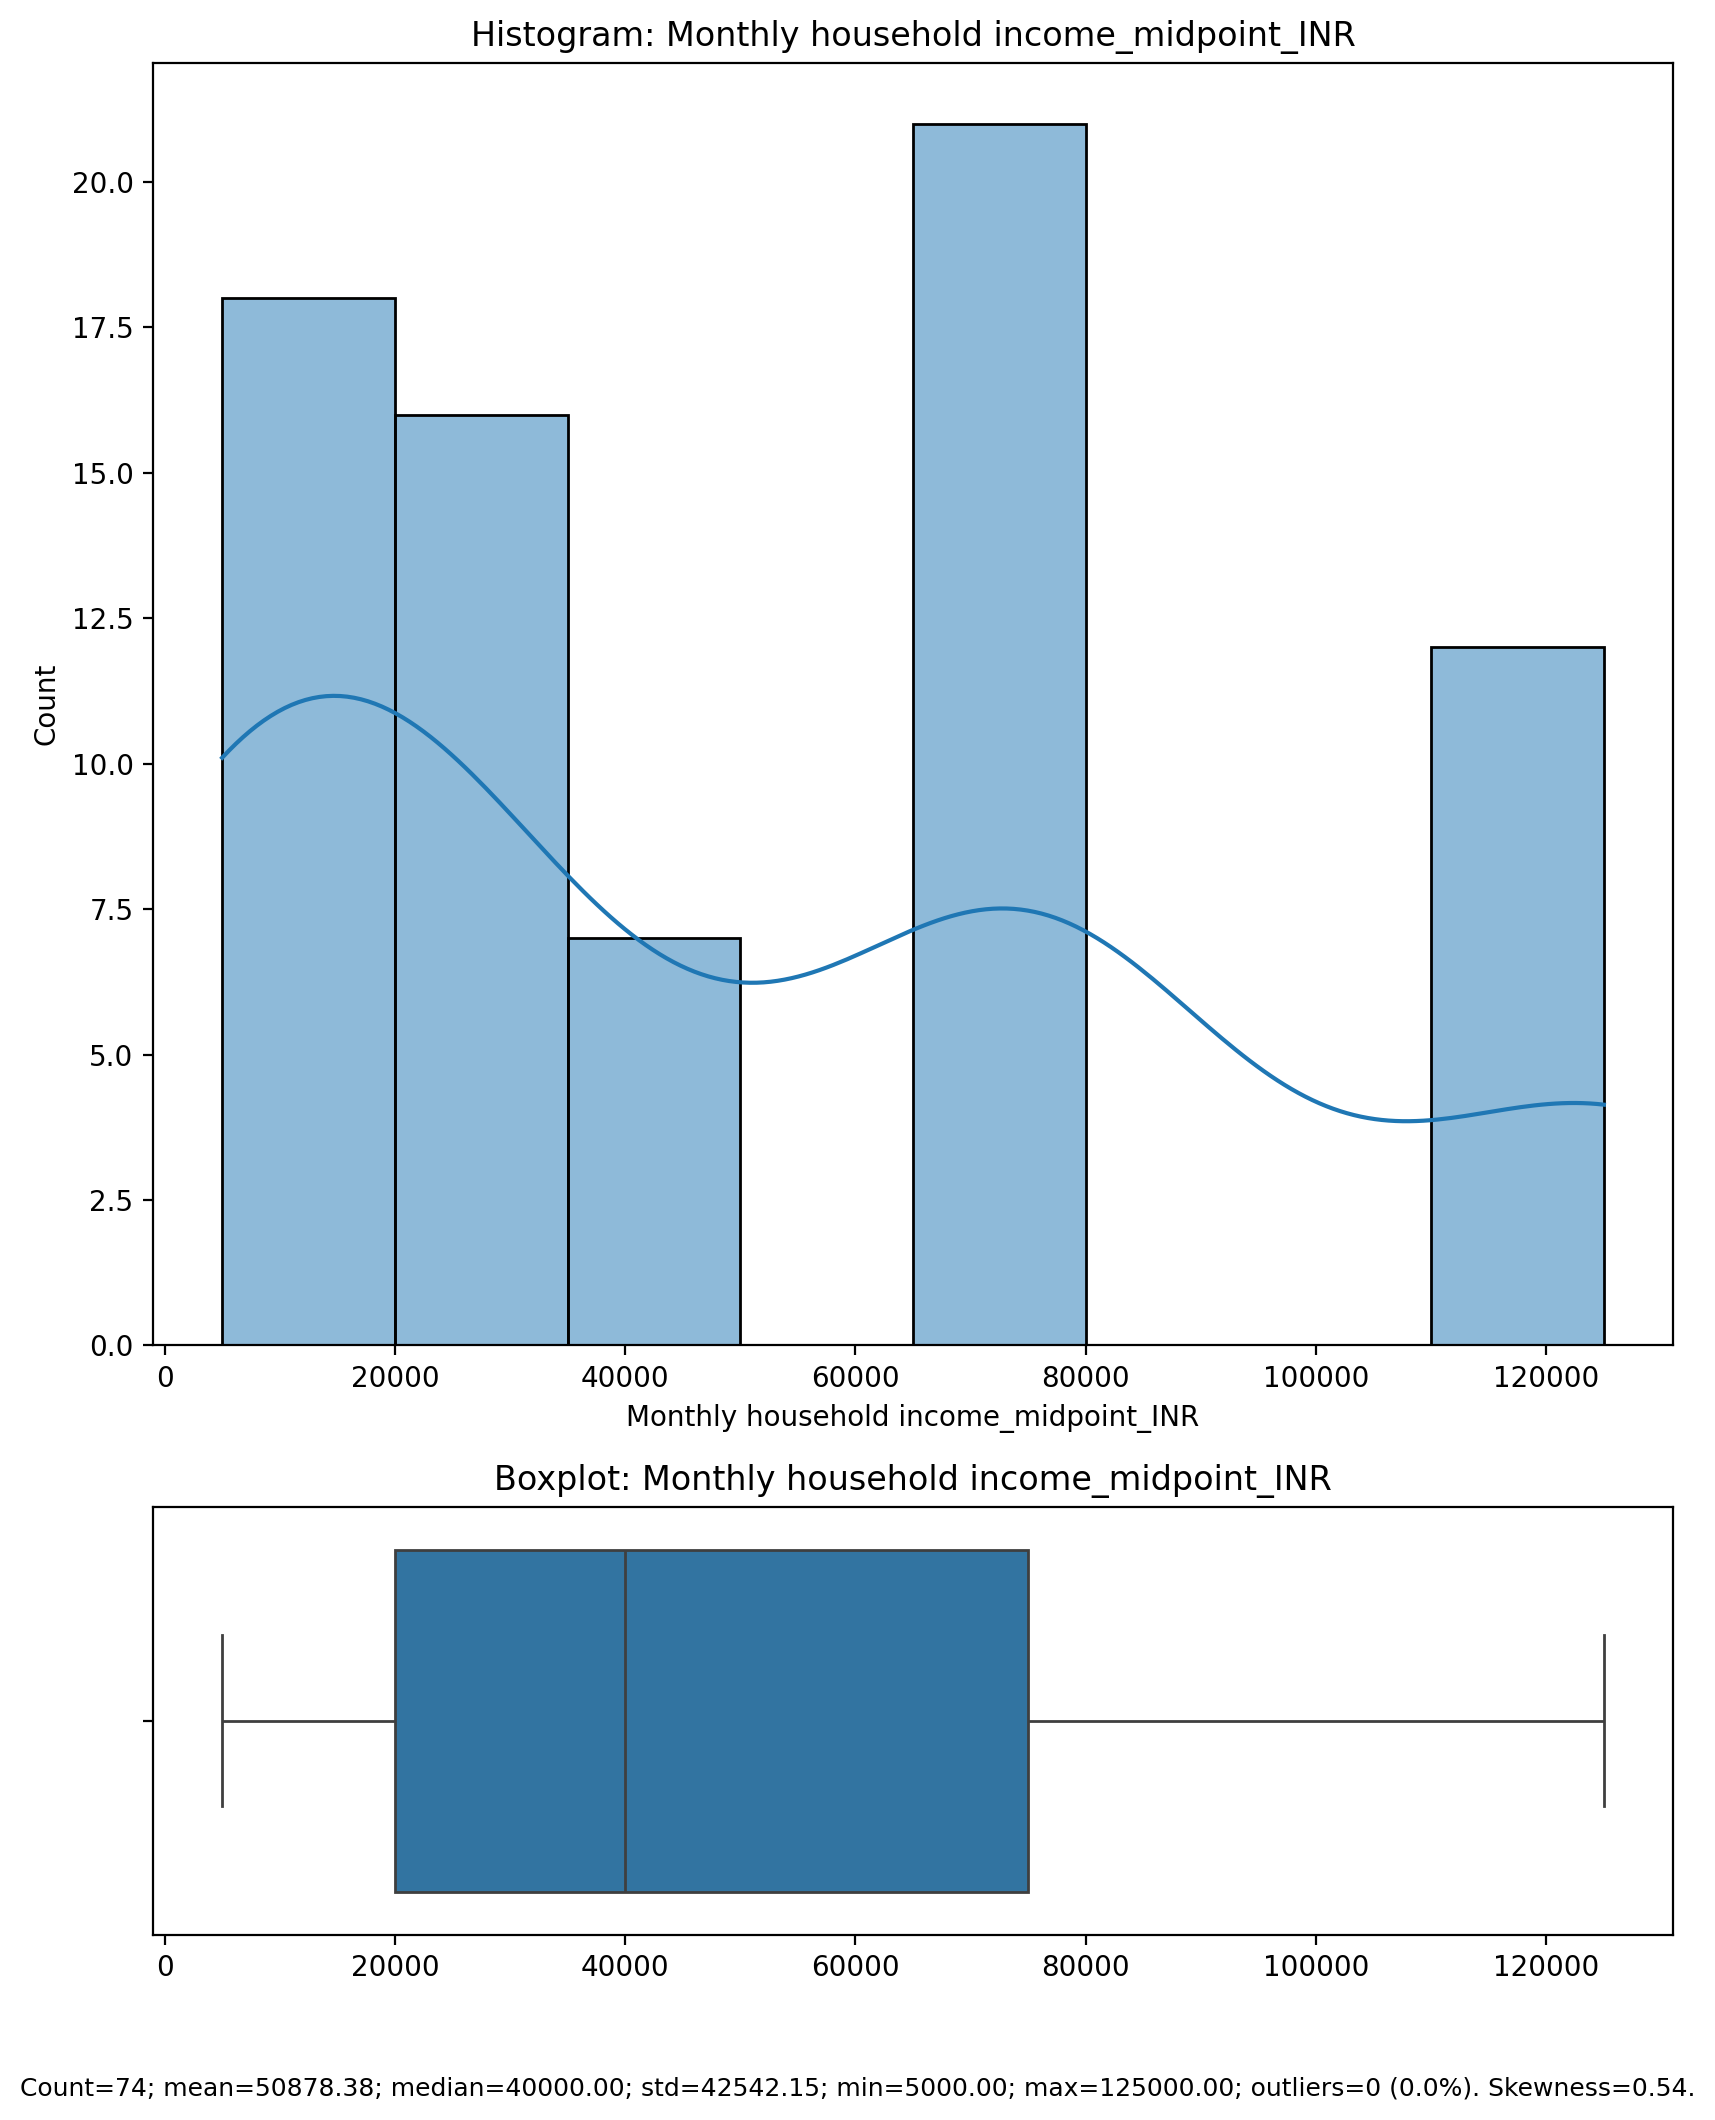 Histogram: Monthly household income_midpoint_INR
20.0
17.5
15.0
12.5
10.0
7.5
5.0
2.5
0.0
Count
0 20000 40000 60000 80000 100000 120000
Monthly household income_midpoint_INR
Boxplot: Monthly household income_midpoint_INR
0 20000 40000 60000 80000 100000 120000
Count=74; mean=50878.38; median=40000.00; std=42542.15; min=5000.00; max=125000.00; outliers=0 (0.0%). Skewness=0.54.